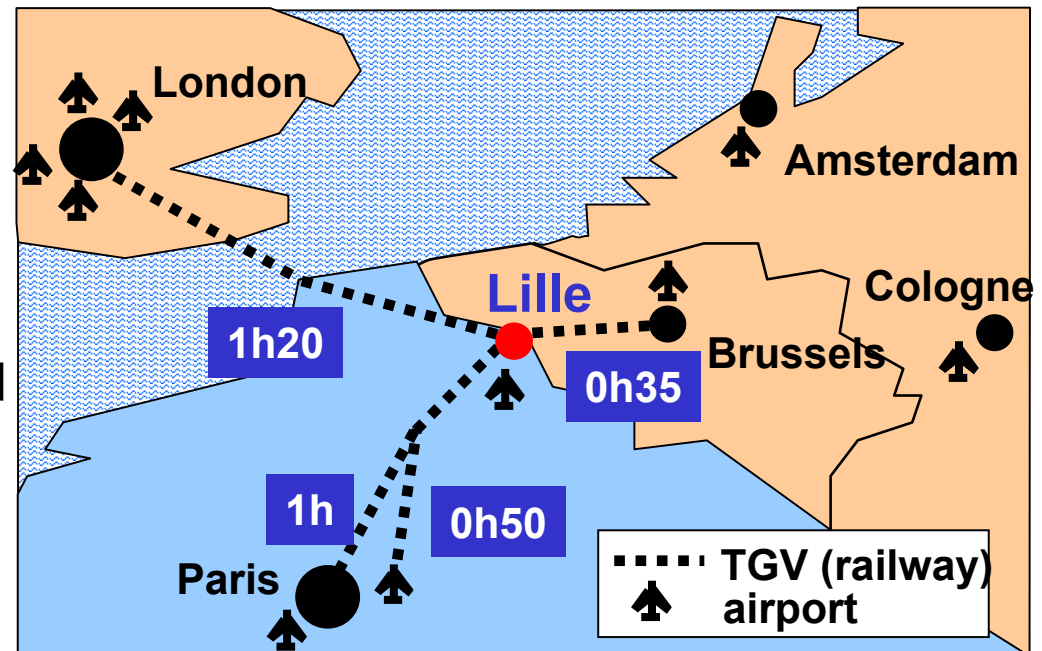 London
Amsterdam
Cologne
Lille
1h20
Brussels
0h35
1h
0h50
Paris
TGV (railway)
airport